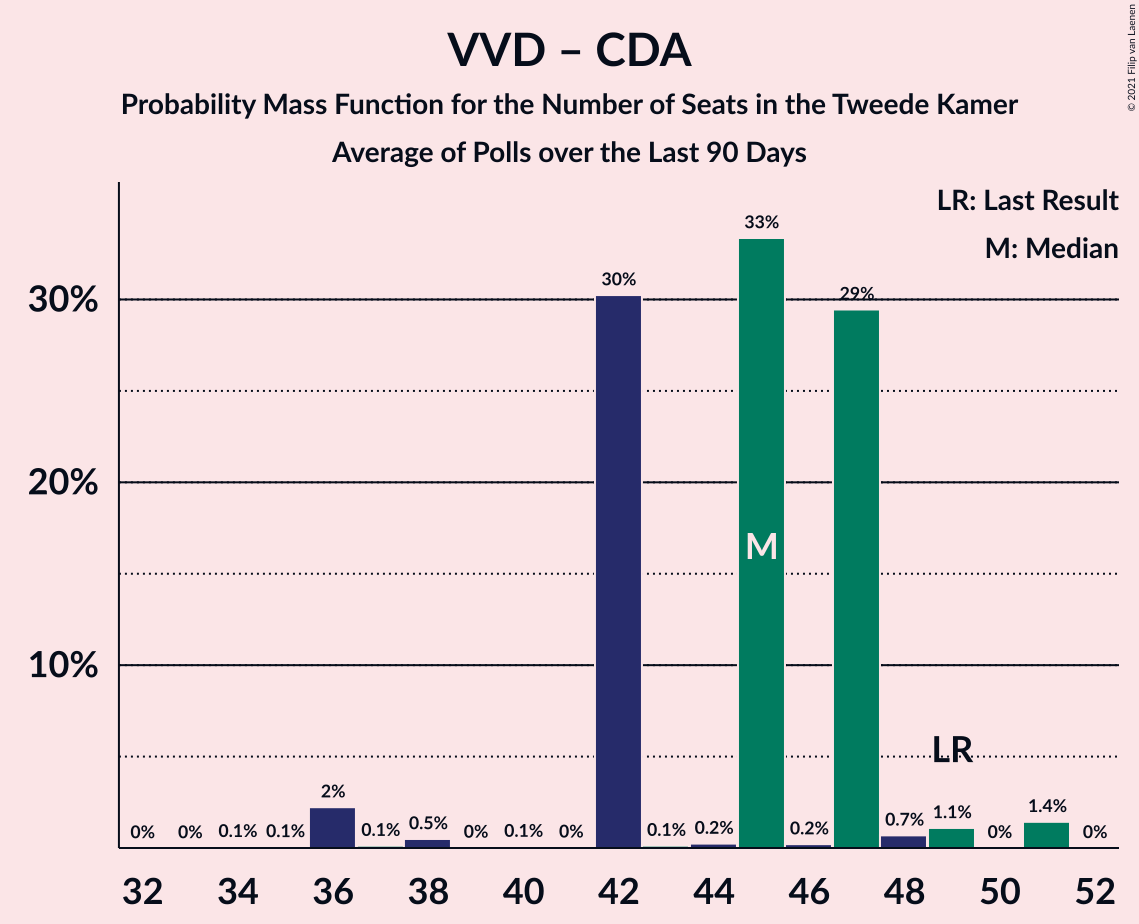 VVD – CDA
Probability Mass Function for the Number of Seats in the Tweede Kamer
Average of Polls over the Last 90 Days
© 2021 Filip van Laenen
LR: Last Result
M: Median
30%
20%
10%
0% 0% 0.1% 0.1% 2% 0.1% 0.5% 0% 0.1% 0% 30% 0.1% 0.2% 33% 0.2% 29% 0.7% 1.1% 0% 1.4% 0%
M
LR
32 34 36 38 40 42 44 46 48 50 52